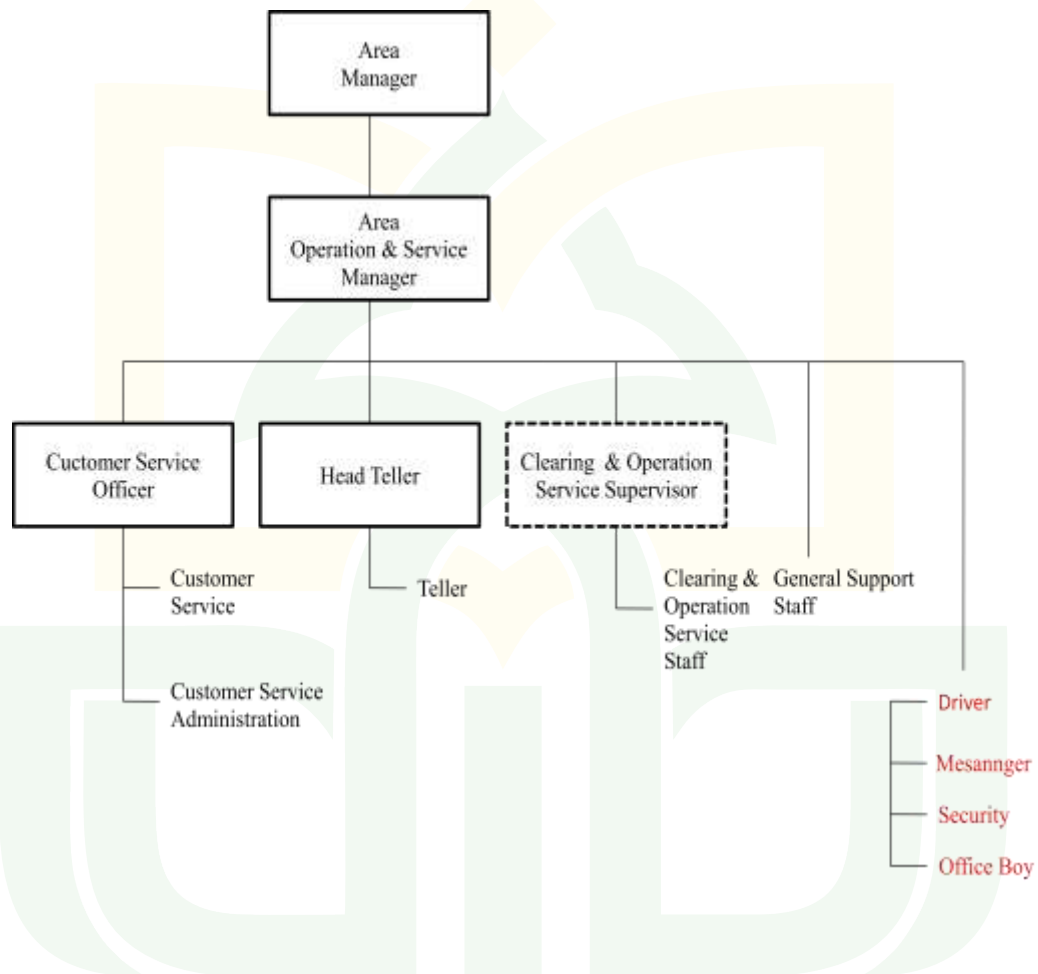 Area
Manager
Area
Operation & Service
Manager
Cuctomer Service
Officer
Head Teller
Clearing & Operation
Service Supervisor
Customer
Service
Customer Service
Administration
Teller
Clearing &
Operation
Service
Staff
General Support
Staff
Driver
Mesannger
Security
Office Boy